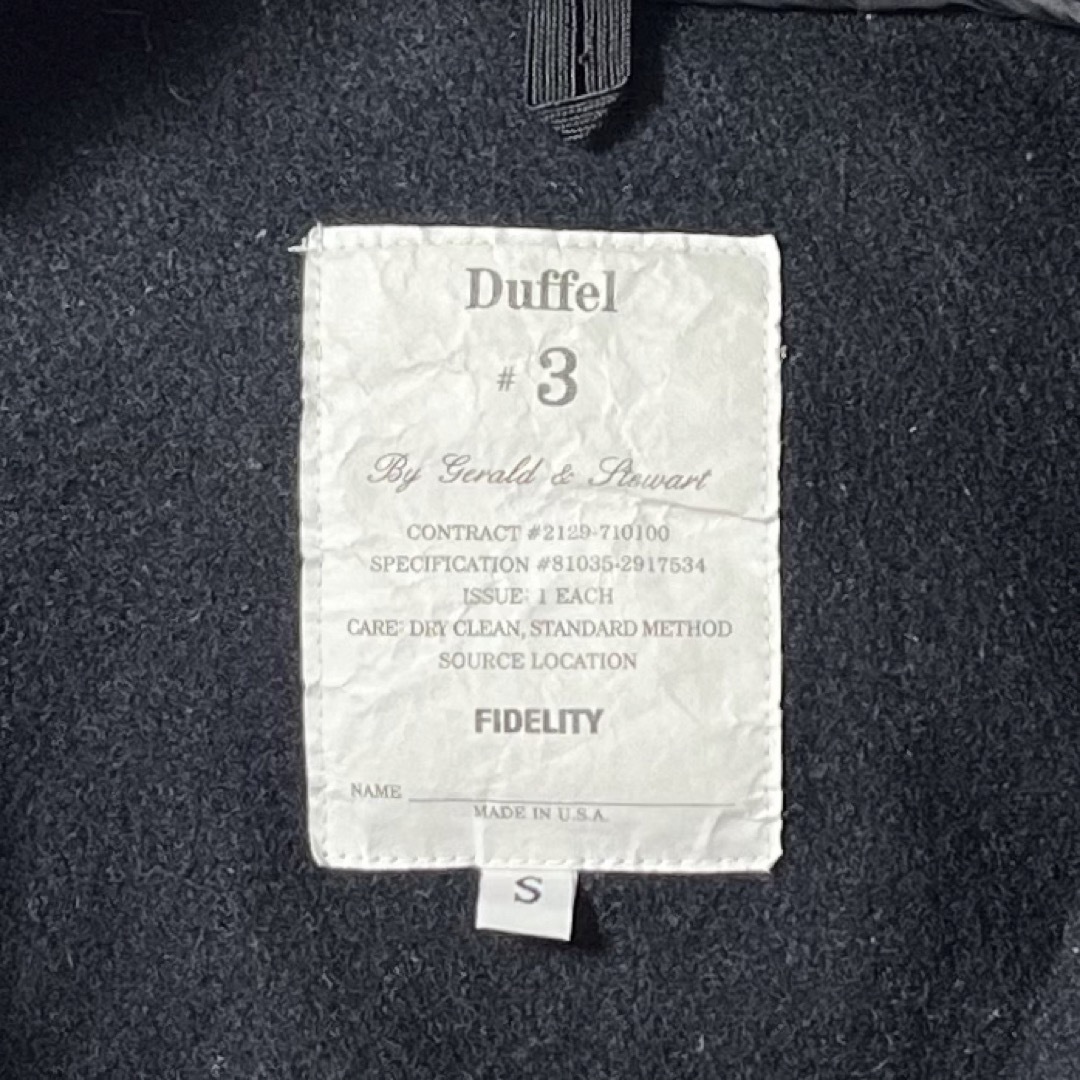 Duffel
# 3
By Gerald & Stewart
CONTRACT #2129-710100
SPECIFICATION #81035-2917534
ISSUE: 1 EACH
CARE: DRY CLEAN, STANDARD METHOD
SOURCE LOCATION
FIDELITY
NAME
MADE IN U.S.A.
S